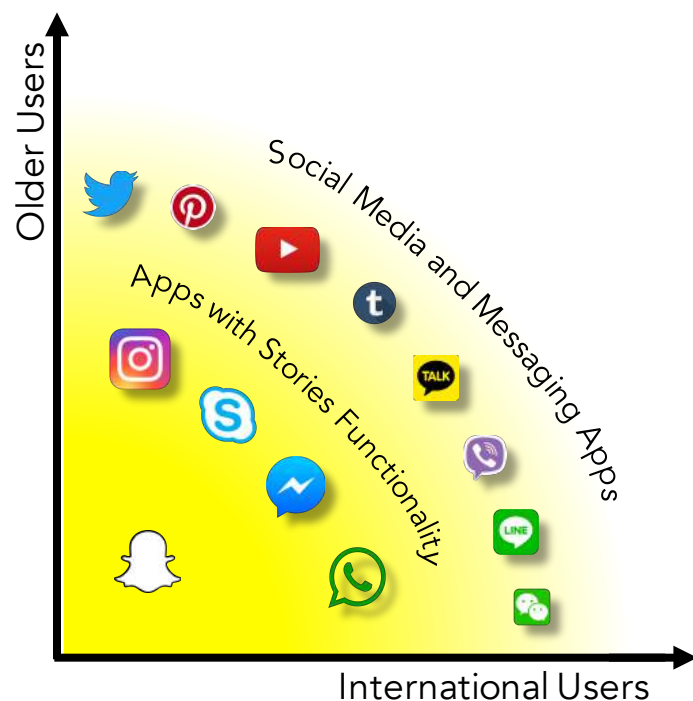 Older Users
Social Media and Messaging Apps
Apps with Stories Functionality
t
TALK
S
LINE
International Users